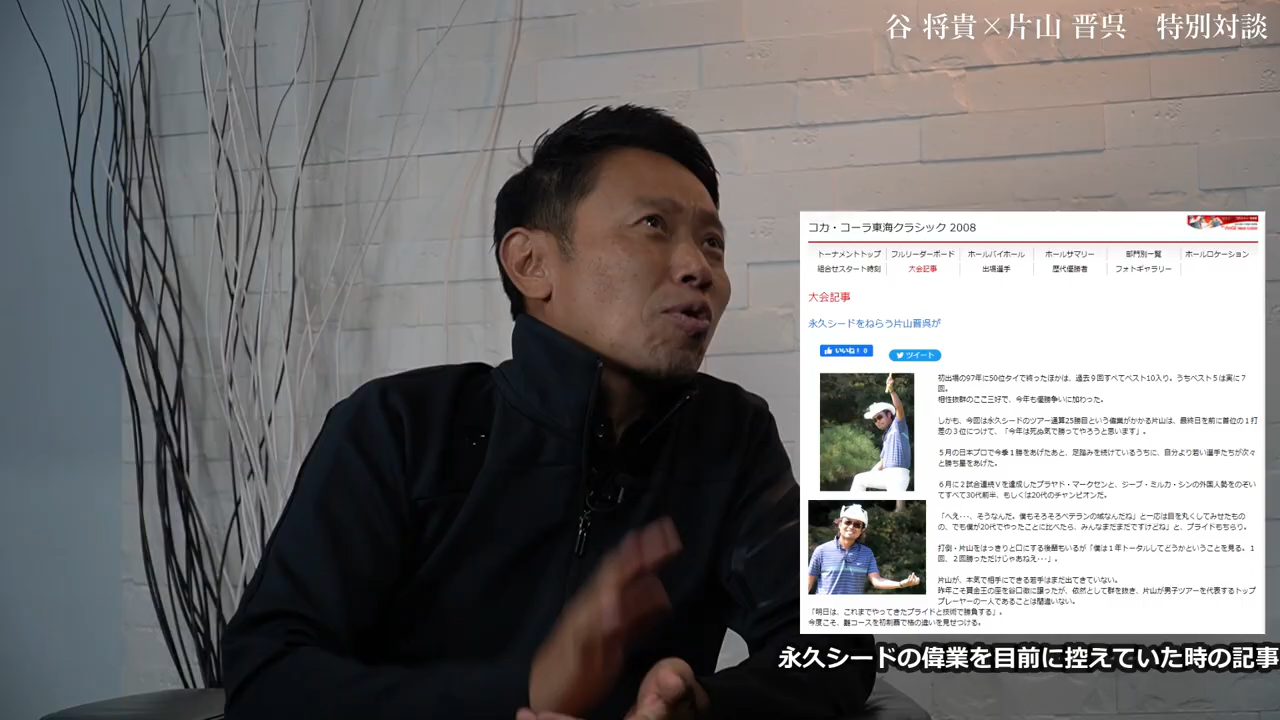 谷 将貴×片山 晋呉　特別対談
コカ・コーラ東海クラシック 2008
トーナメントトップ フルリーダーボード ホールバイホール ホールサマリー 部門別一覧 ホールロケーション
組合せスタート時刻 大会記事 出場選手 歴代優勝者 フォトギャラリー
大会記事
永久シードをねらう片山晋呉が
いいね！ 0 ツイート
初出場の97年に50位タイで終ったほかは、過去９回すべてベスト10入り。うちベスト５は実に７
回。
相性抜群のここ三好で、今年も優勝争いに加わった。
しかも、今回は永久シードのツアー通算25勝目という偉業がかかる片山は、最終日を前に首位の１打
差の３位につけて、「今年は死ぬ気で勝ってやろうと思います」。
５月の日本プロで今季１勝をあげたあと、足踏みを続けているうちに、自分より若い選手たちが次々
と勝ち星をあげた。
６月に２試合連続Ｖを達成したプラヤド・マークセンと、ジーブ・ミルカ・シンの外国人勢をのぞい
てすべて30代前半、もしくは20代のチャンピオンだ。
「へえ･･･、そうなんだ。僕もそろそろベテランの域なんだね」と一応は目を丸くしてみせたもの
の、でも僕が20代でやったことに比べたら、みんなまだまだですけどね」と、プライドもちらり。
打倒・片山をはっきりと口にする後輩もいるが「僕は１年トータルしてどうかということを見る。１
回、２回勝っただけじゃあねえ･･･」。
片山が、本気で相手にできる若手はまだ出てきていない。
昨年こそ賞金王の座を谷口徹に譲ったが、依然として群を抜き、片山が男子ツアーを代表するトップ
プレーヤーの一人であることは間違いない。
「明日は、これまでやってきたプライドと技術で勝負する」。
今度こそ、難コースを初制覇で格の違いを見せつける。
永久シードの偉業を目前に控えていた時の記事